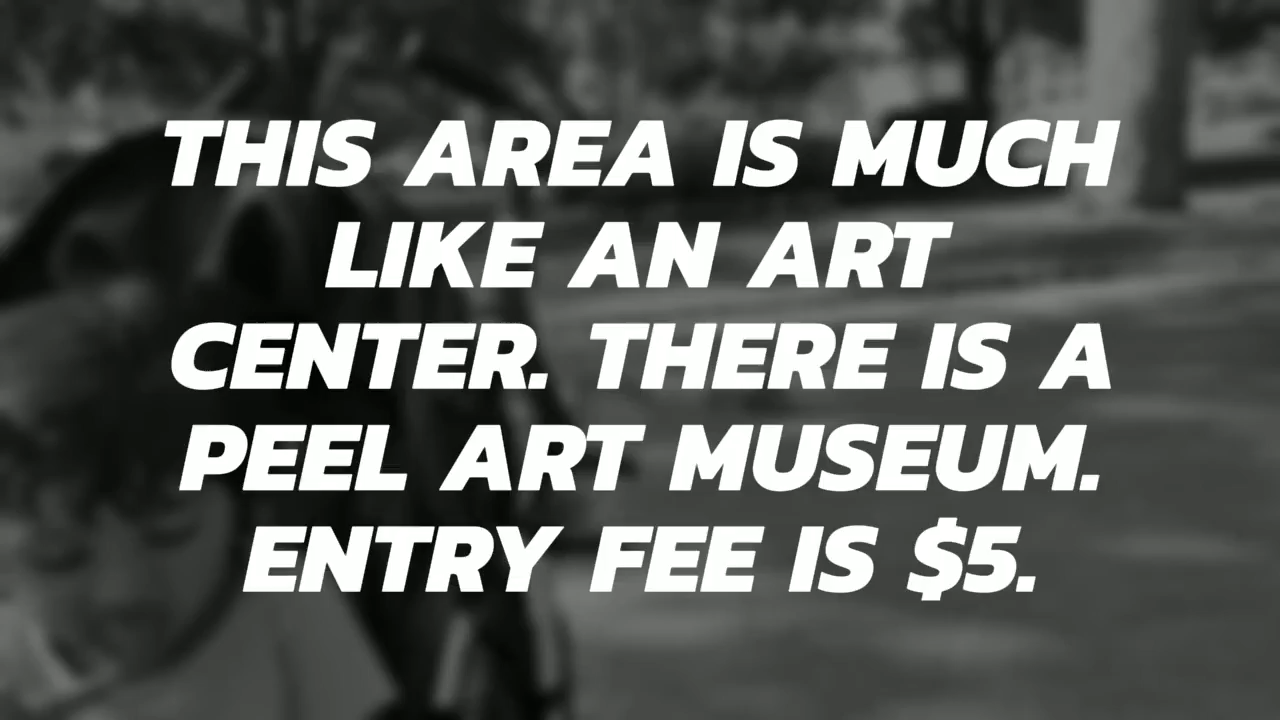 THIS AREA IS MUCH
LIKE AN ART
CENTER. THERE IS A
PEEL ART MUSEUM.
ENTRY FEE IS $5.